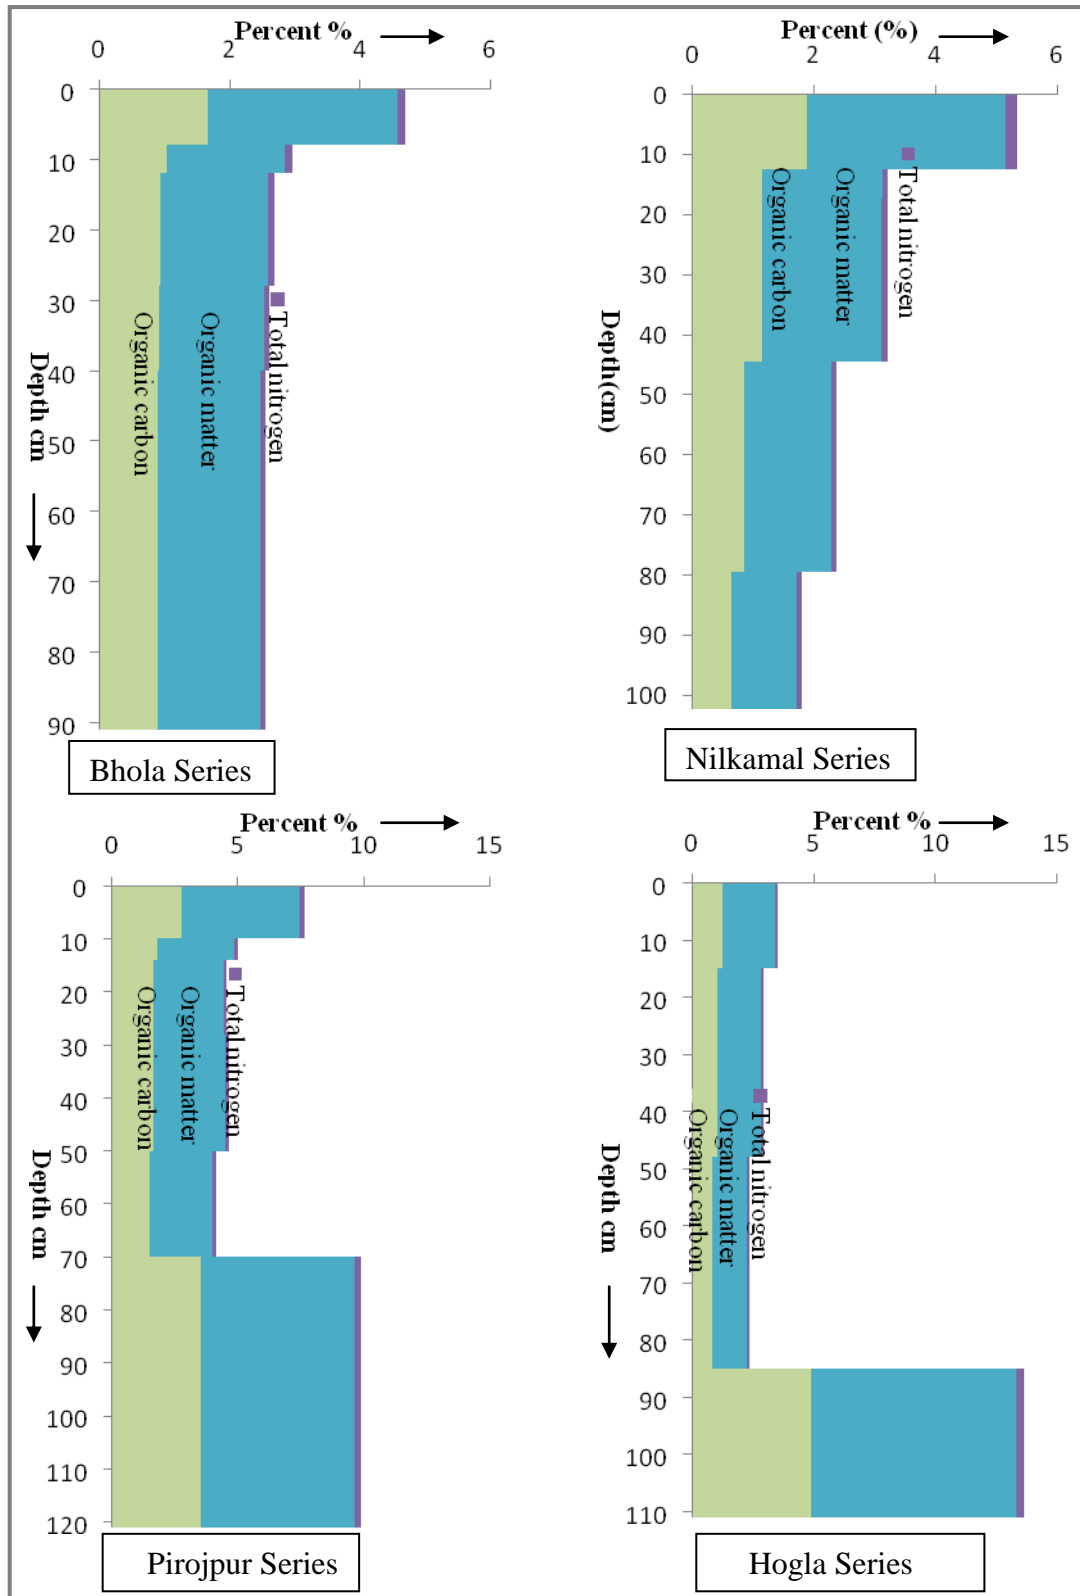 Percent %
0 2 4 6
0
10
20
30
40
50
60
70
80
90
Depth cm
Organic carbon
Organic matter
Total nitrogen
Bhola Series
Percent (%)
0 2 4 6
0
10
20
30
40
50
60
70
80
90
100
Depth(cm)
Organic carbon
Organic matter
Total nitrogen
Nilkamal Series
Percent %
0 5 10 15
0
10
20
30
40
50
60
70
80
90
100
110
120
Depth cm
Organic carbon
Organic matter
Total nitrogen
Pirojpur Series
Percent %
0 5 10 15
0
10
20
30
40
50
60
70
80
90
100
110
Depth cm
Organic carbon
Organic matter
Total nitrogen
Hogla Series